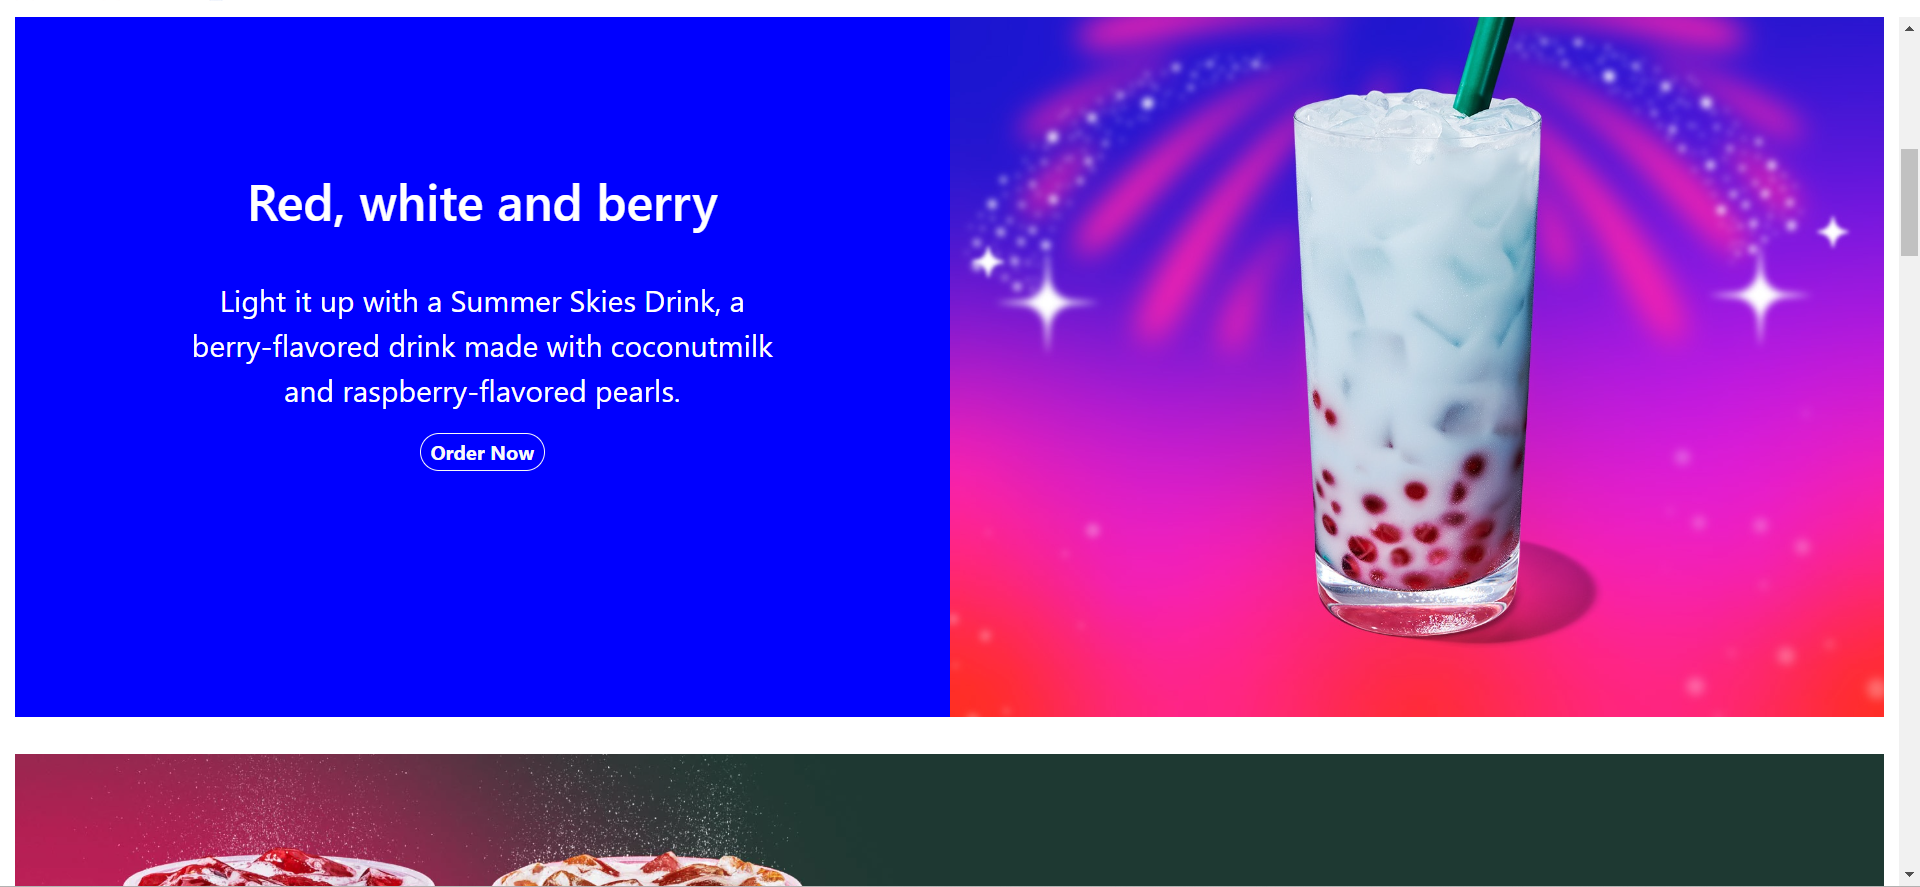 Red, white and berry
Light it up with a Summer Skies Drink, a
berry-flavored drink made with coconutmilk
and raspberry-flavored pearls.
Order Now